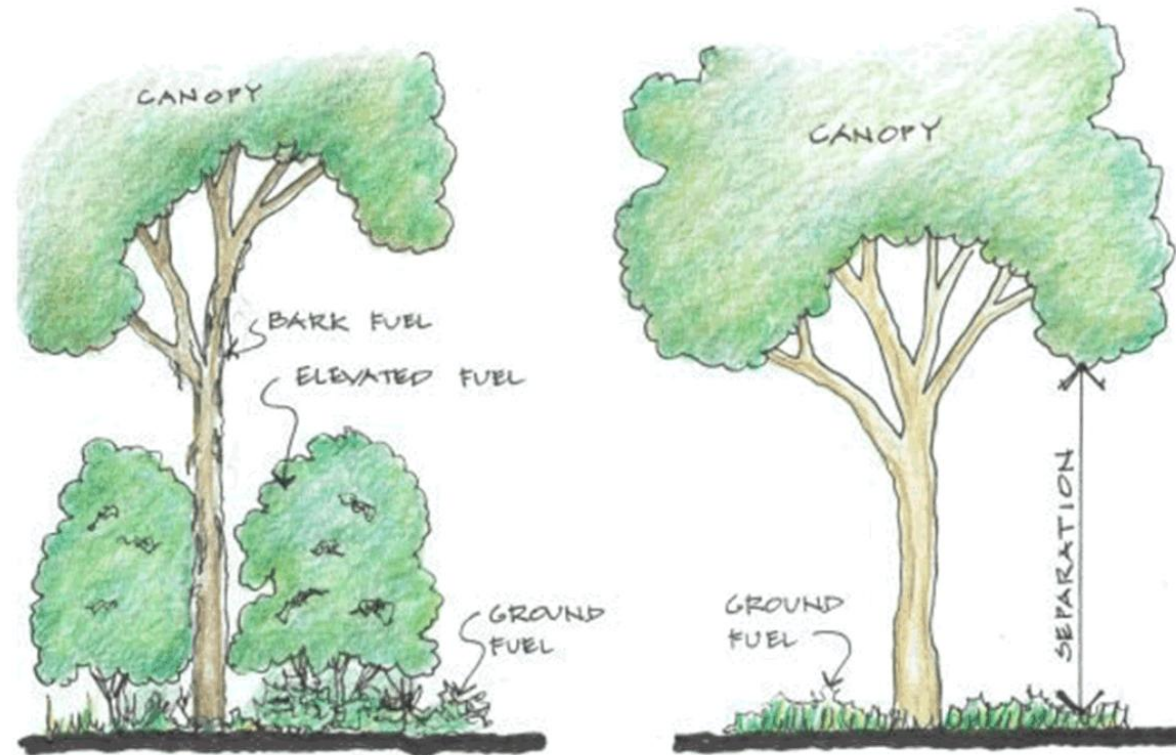 CANOPY
BARK FUEL
ELEVATED FUEL
GROUND
FUEL
CANOPY
GROUND
FUEL
SEPARATION